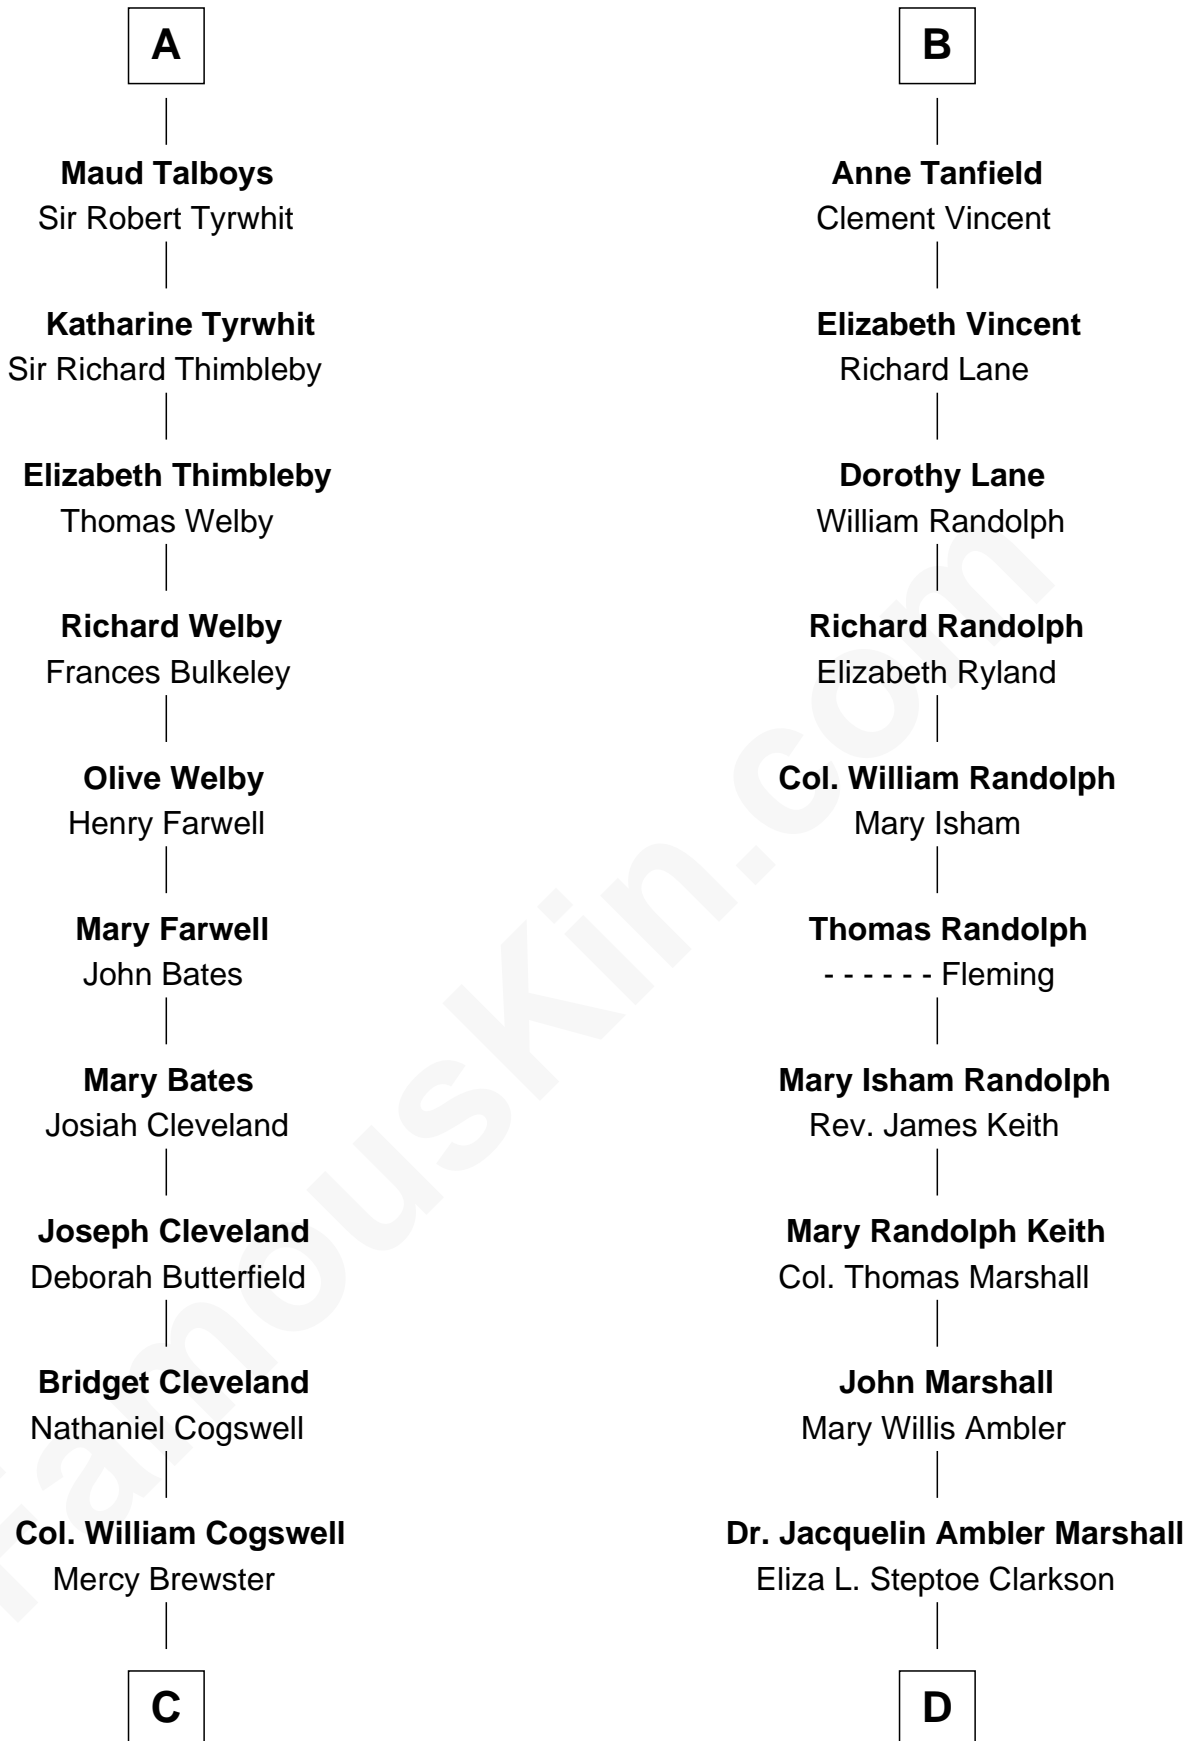 A
Maud Talboys
Sir Robert Tyrwhit
Katharine Tyrwhit
Sir Richard Thimbleby
Elizabeth Thimbleby
Thomas Welby
Richard Welby
Frances Bulkeley
Olive Welby
Henry Farwell
Mary Farwell
John Bates
Mary Bates
Josiah Cleveland
Joseph Cleveland
Deborah Butterfield
Bridget Cleveland
Nathaniel Cogswell
Col. William Cogswell
Mercy Brewster
C
B
Anne Tanfield
Clement Vincent
Elizabeth Vincent
Richard Lane
Dorothy Lane
William Randolph
Richard Randolph
Elizabeth Ryland
Col. William Randolph
Mary Isham
Thomas Randolph
- - - - - - Fleming
Mary Isham Randolph
Rev. James Keith
Mary Randolph Keith
Col. Thomas Marshall
John Marshall
Mary Willis Ambler
Dr. Jacquelin Ambler Marshall
Eliza L. Steptoe Clarkson
D
FamousKin.com